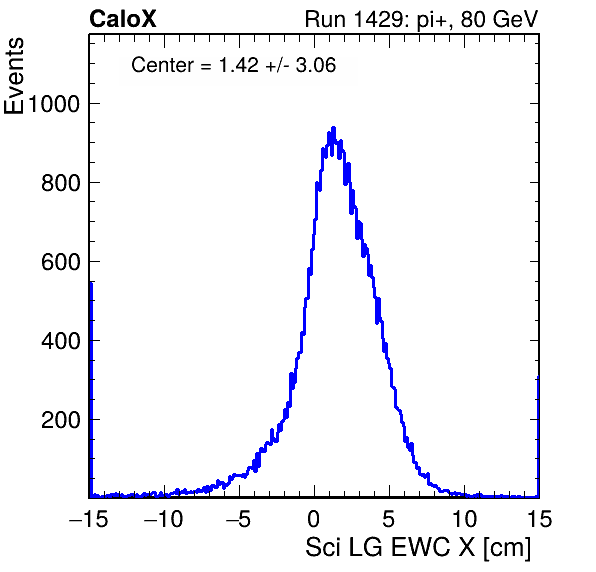 CaloX
Run 1429: pi+, 80 GeV
Events
Center = 1.42 +/- 3.06
1000
800
600
400
200
−15 −10 −5 0 5 10 15
Sci LG EWC X [cm]